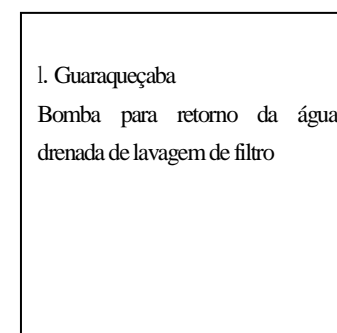 l. Guaraqueçaba
Bomba para retorno da água
drenada de lavagem de filtro